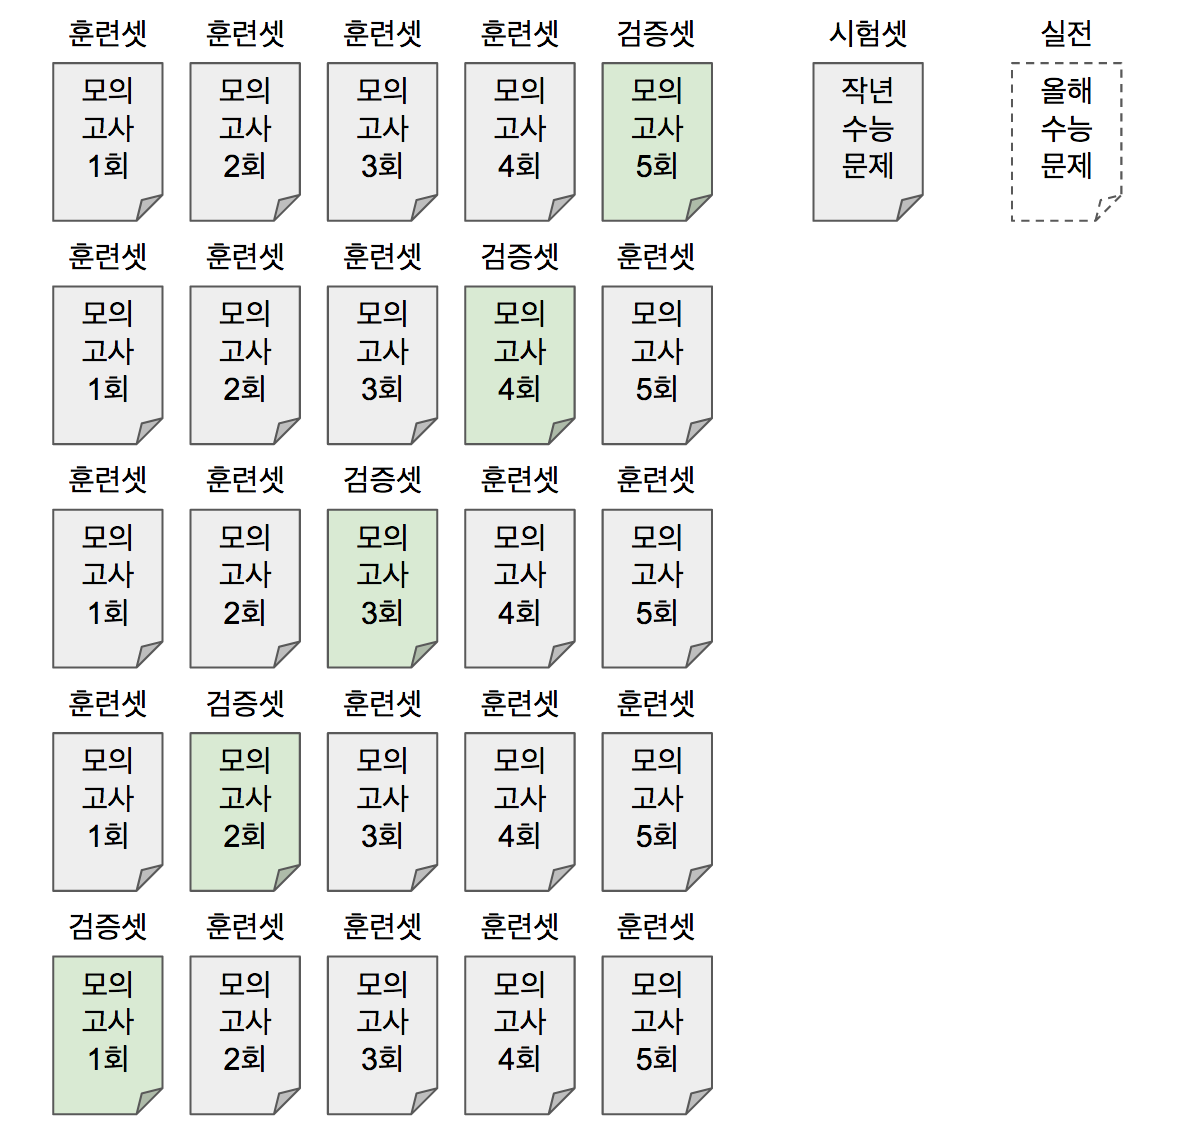 훈련셋 훈련셋 훈련셋 훈련셋 검증셋 시험셋 실전
모의 모의 모의 모의 모의 작년 올해
고사 고사 고사 고사 고사 수능 수능
1회 2회 3회 4회 5회 문제 문제
훈련셋 훈련셋 훈련셋 검증셋 훈련셋
모의 모의 모의 모의 모의
고사 고사 고사 고사 고사
1회 2회 3회 4회 5회
훈련셋 훈련셋 검증셋 훈련셋 훈련셋
모의 모의 모의 모의 모의
고사 고사 고사 고사 고사
1회 2회 3회 4회 5회
훈련셋 검증셋 훈련셋 훈련셋 훈련셋
모의 모의 모의 모의 모의
고사 고사 고사 고사 고사
1회 2회 3회 4회 5회
검증셋 훈련셋 훈련셋 훈련셋 훈련셋
모의 모의 모의 모의 모의
고사 고사 고사 고사 고사
1회 2회 3회 4회 5회